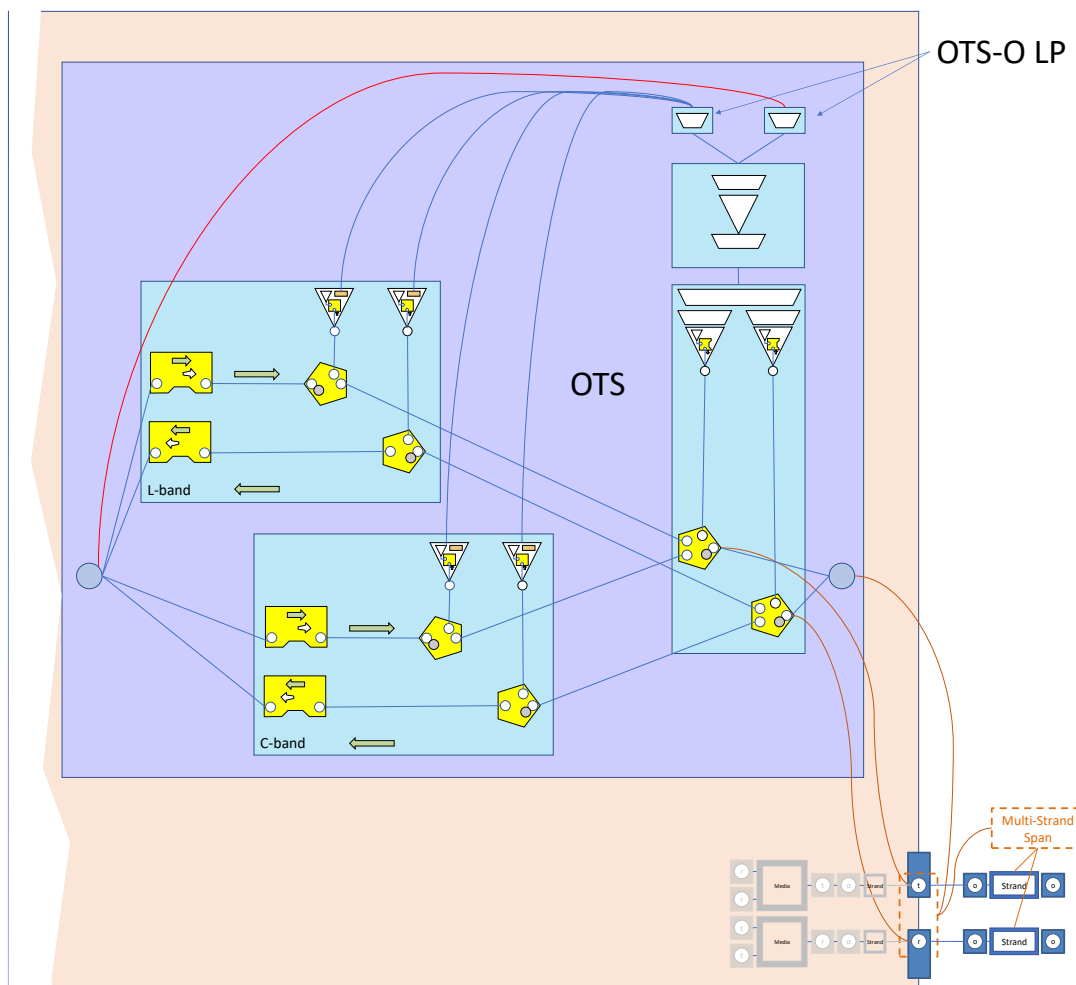 OTS-O LP
OTS
L-band
C-band
Multi-Strand
Span
Media
t
o
Strand
t
o
Strand
o
Media
r
o
Strand
r
o
Strand
o